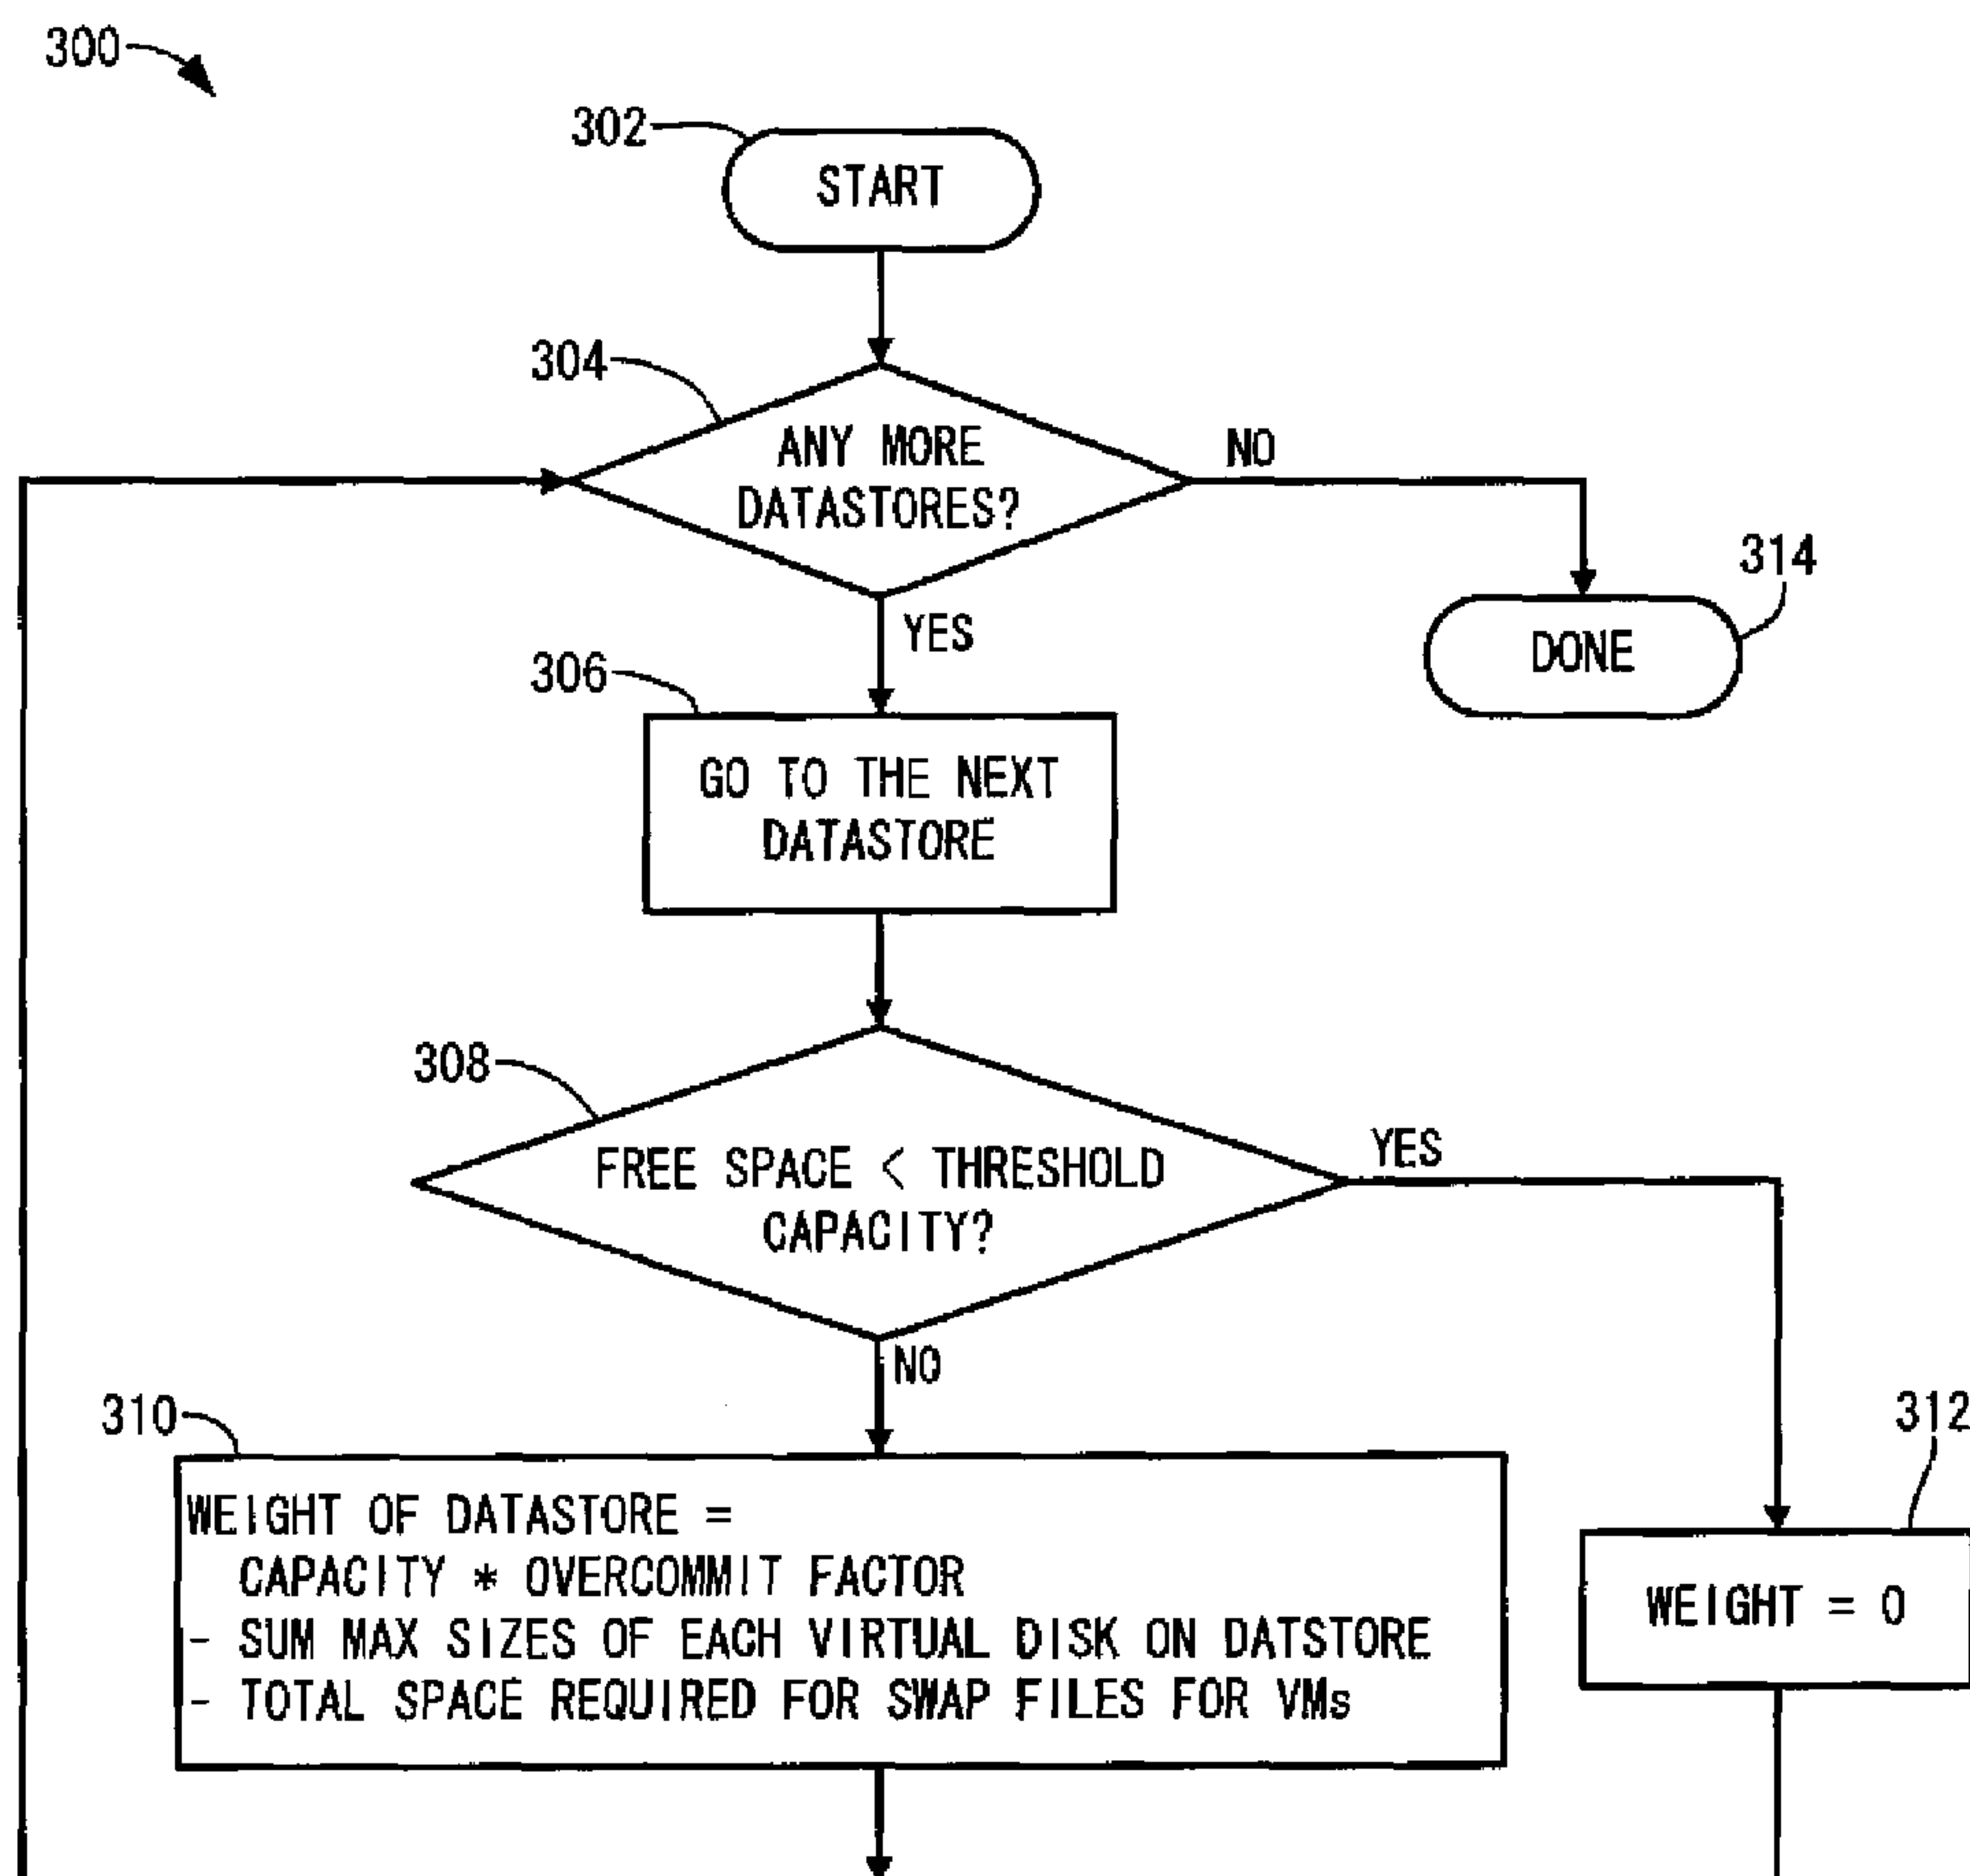 300
302
START
304
ANY MORE
DATASTORES?
NO
314
DONE
YES
306
GO TO THE NEXT
DATASTORE
308
FREE SPACE < THRESHOLD
CAPACITY?
YES
NO
310
WEIGHT OF DATASTORE =
CAPACITY * OVERCOMMIT FACTOR
- SUM MAX SIZES OF EACH VIRTUAL DISK ON DATSTORE
- TOTAL SPACE REQUIRED FOR SWAP FILES FOR VMs
312
WEIGHT = 0